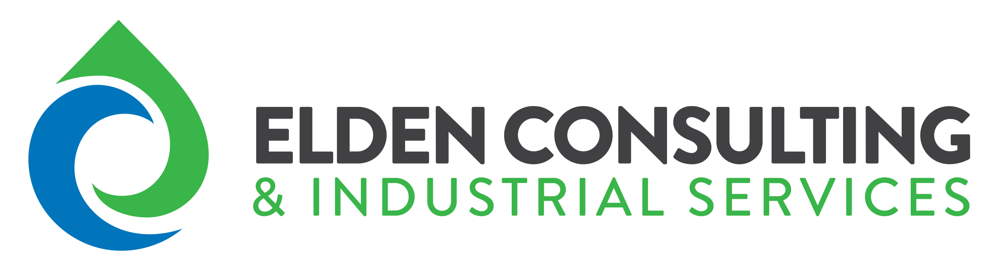 ELDEN CONSULTING
& INDUSTRIAL SERVICES